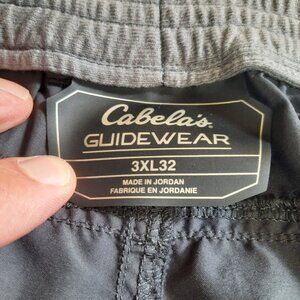 Cabela's
GUIDEWEAR
3XL32
MADE IN JORDAN
FABRIQUE EN JORDANIE